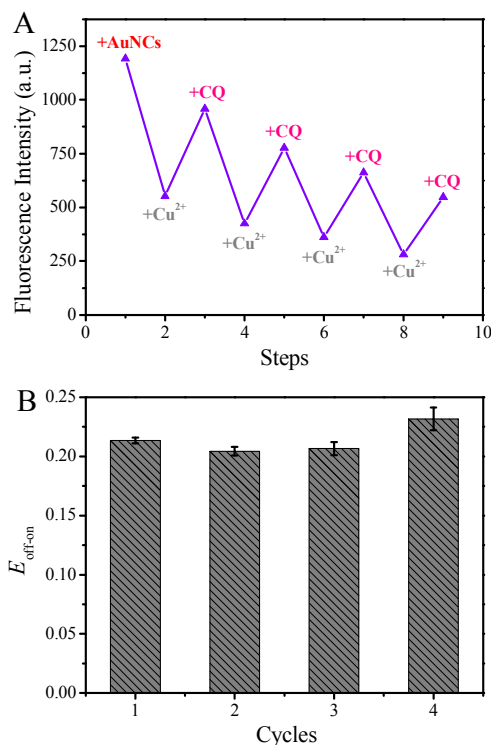 A
Fluorescence Intensity (a.u.)
1250
1000
750
500
250
0
+AuNCs
+CQ
+CQ
+CQ
+CQ
+Cu²⁺
+Cu²⁺
+Cu²⁺
+Cu²⁺
0 2 4 6 8 10
Steps
B
E_off-on
0.25
0.20
0.15
0.10
0.05
0.00
1 2 3 4
Cycles